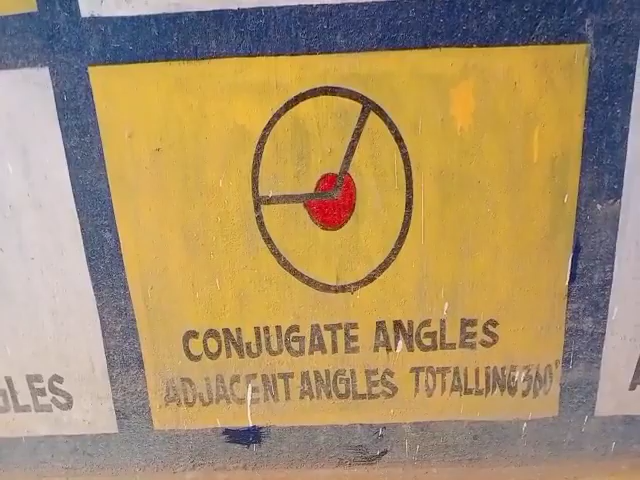 CONJUGATE ANGLES
ADJACENT ANGLES TOTALLING 360°
GLES